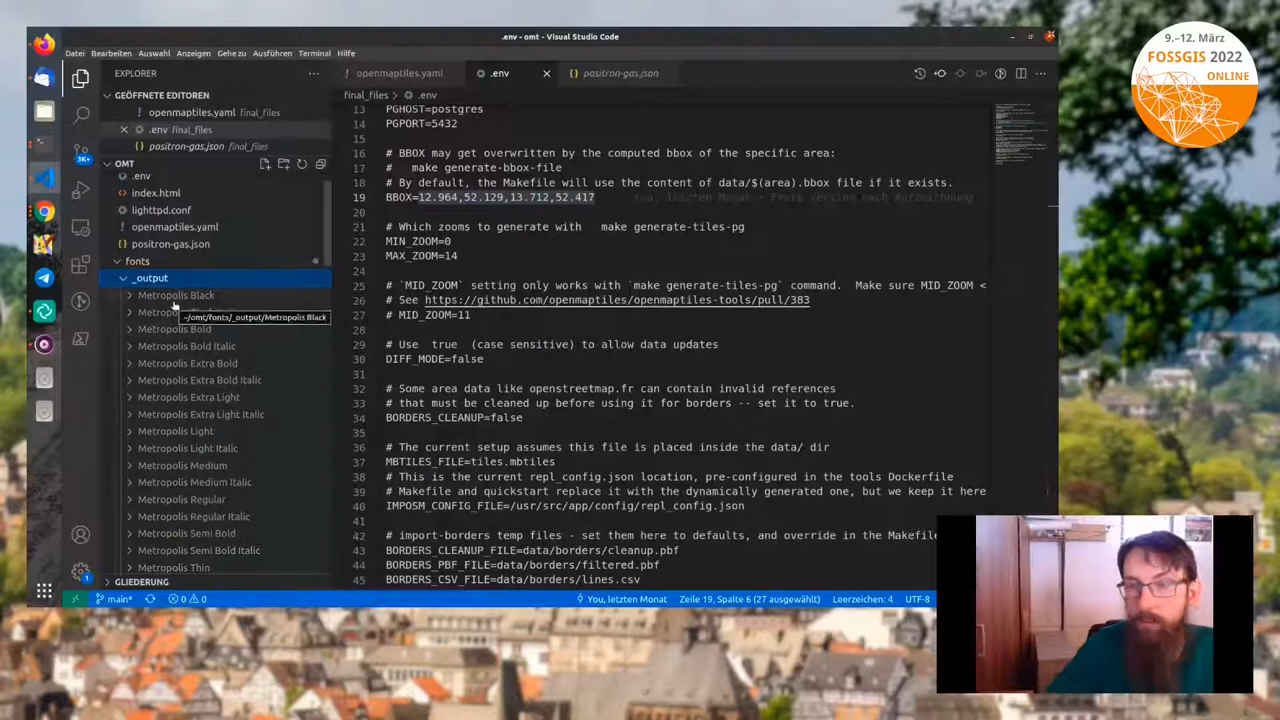 .env - omt - Visual Studio Code
Datei Bearbeiten Auswahl Anzeigen Gehe zu Ausführen Terminal Hilfe
EXPLORER
GEÖFFNETE EDITOREN
openmaptiles.yaml final_files
.env final_files
positron-gas.json final_files
OMT
.env
index.html
lighttpd.conf
openmaptiles.yaml
positron-gas.json
fonts
_output
Metropolis Black
~/omt/fonts/_output/Metropolis Black
Metropolis Bold
Metropolis Bold Italic
Metropolis Extra Bold
Metropolis Extra Bold Italic
Metropolis Extra Light
Metropolis Extra Light Italic
Metropolis Light
Metropolis Light Italic
Metropolis Medium
Metropolis Medium Italic
Metropolis Regular
Metropolis Regular Italic
Metropolis Semi Bold
Metropolis Semi Bold Italic
Metropolis Thin
GLIEDERUNG
3K+
1
openmaptiles.yaml
.env
positron-gas.json
final_files > .env
13 PGHOST=postgres
14 PGPORT=5432
15
16 # BBOX may get overwritten by the computed bbox of the specific area:
17 # make generate-bbox-file
18 # By default, the Makefile will use the content of data/$(area).bbox file if it exists.
19 BBOX=12.964,52.129,13.712,52.417 You, letzten Monat • Erste Version nach Aufzeichnung
20
21 # Which zooms to generate with make generate-tiles-pg
22 MIN_ZOOM=0
23 MAX_ZOOM=14
24
25 # `MID_ZOOM` setting only works with `make generate-tiles-pg` command. Make sure MID_ZOOM <
26 # See https://github.com/openmaptiles/openmaptiles-tools/pull/383
27 # MID_ZOOM=11
28
29 # Use true (case sensitive) to allow data updates
30 DIFF_MODE=false
31
32 # Some area data like openstreetmap.fr can contain invalid references
33 # that must be cleaned up before using it for borders -- set it to true.
34 BORDERS_CLEANUP=false
35
36 # The current setup assumes this file is placed inside the data/ dir
37 MBTILES_FILE=tiles.mbtiles
38 # This is the current repl_config.json location, pre-configured in the tools Dockerfile
39 # Makefile and quickstart replace it with the dynamically generated one, but we keep it here
40 IMPOSM_CONFIG_FILE=/usr/src/app/config/repl_config.json
41
42 # import-borders temp files - set them here to defaults, and override in the Makefile
43 BORDERS_CLEANUP_FILE=data/borders/cleanup.pbf
44 BORDERS_PBF_FILE=data/borders/filtered.pbf
45 BORDERS_CSV_FILE=data/borders/lines.csv
main* 0 0 You, letzten Monat Zeile 19, Spalte 6 (27 ausgewählt) Leerzeichen: 4 UTF-8
9.–12. März
FOSSGIS 2022
ONLINE